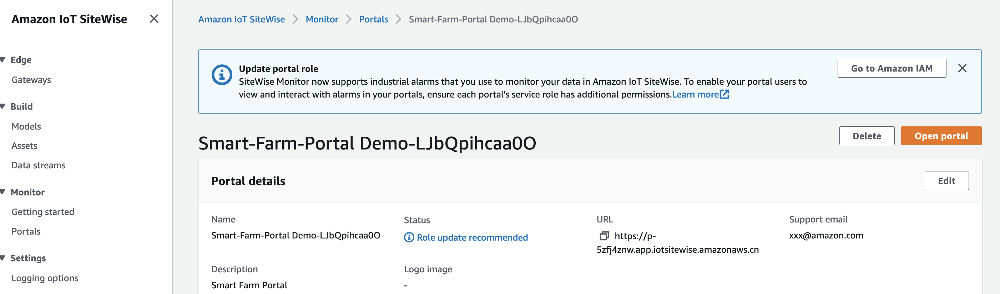 Amazon IoT SiteWise
Edge
Gateways
Build
Models
Assets
Data streams
Monitor
Getting started
Portals
Settings
Logging options
Amazon IoT SiteWise > Monitor > Portals > Smart-Farm-Portal Demo-LJbQpihcaa0O
Update portal role
SiteWise Monitor now supports industrial alarms that you use to monitor your data in Amazon IoT SiteWise. To enable your portal users to
view and interact with alarms in your portals, ensure each portal's service role has additional permissions.Learn more
Go to Amazon IAM
Smart-Farm-Portal Demo-LJbQpihcaa0O
Delete
Open portal
Portal details
Edit
Name
Smart-Farm-Portal Demo-LJbQpihcaa0O
Status
Role update recommended
URL
https://p-
5zfj4znw.app.iotsitewise.amazonaws.cn
Support email
xxx@amazon.com
Description
Smart Farm Portal
Logo image
-